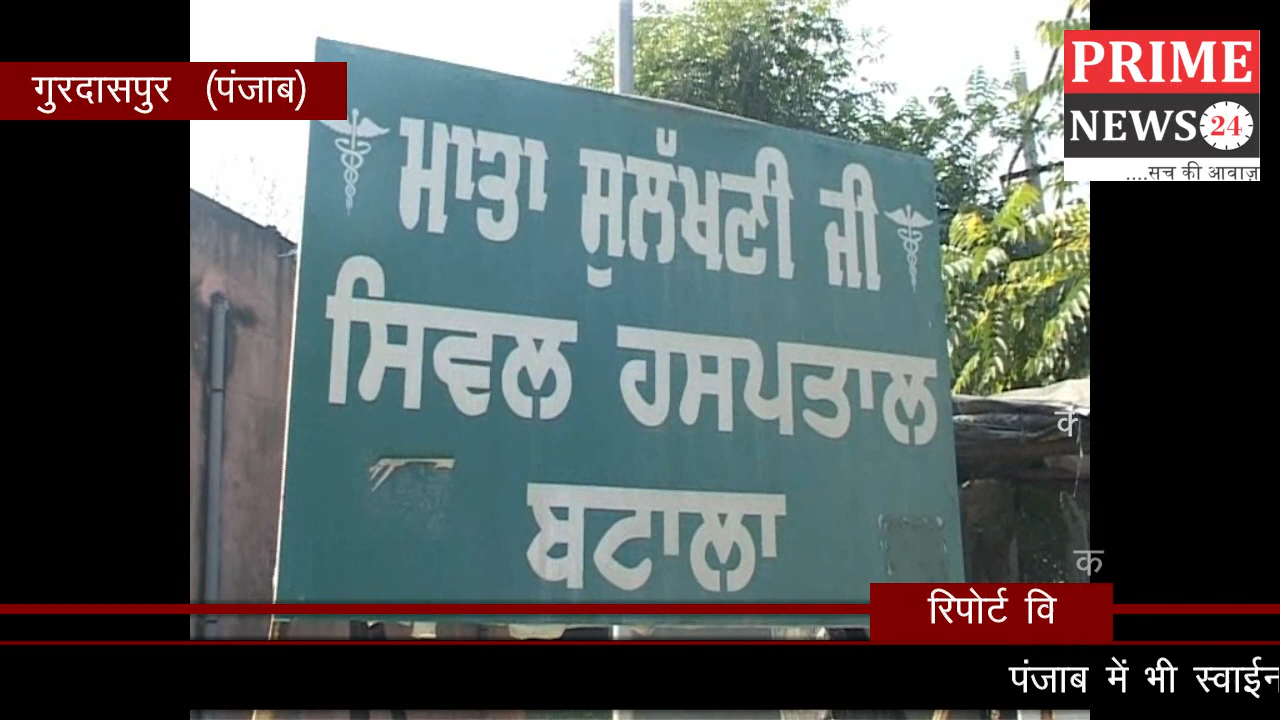 गुरदासपुर (पंजाब)
PRIME
NEWS 24
....सच की आवाज़
ਮਾਤਾ ਸੁਲੱਖਣੀ ਜੀ
ਸਿਵਲ ਹਸਪਤਾਲ
ਬਟਾਲਾ
क
रिपोर्ट वि
पंजाब में भी स्वाईन